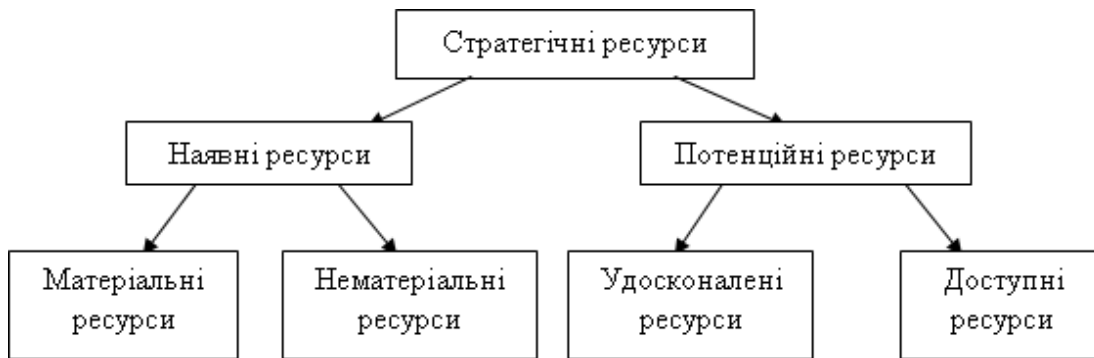 Стратегічні ресурси
Наявні ресурси
Потенційні ресурси
Матеріальні
ресурси
Нематеріальні
ресурси
Удосконалені
ресурси
Доступні
ресурси